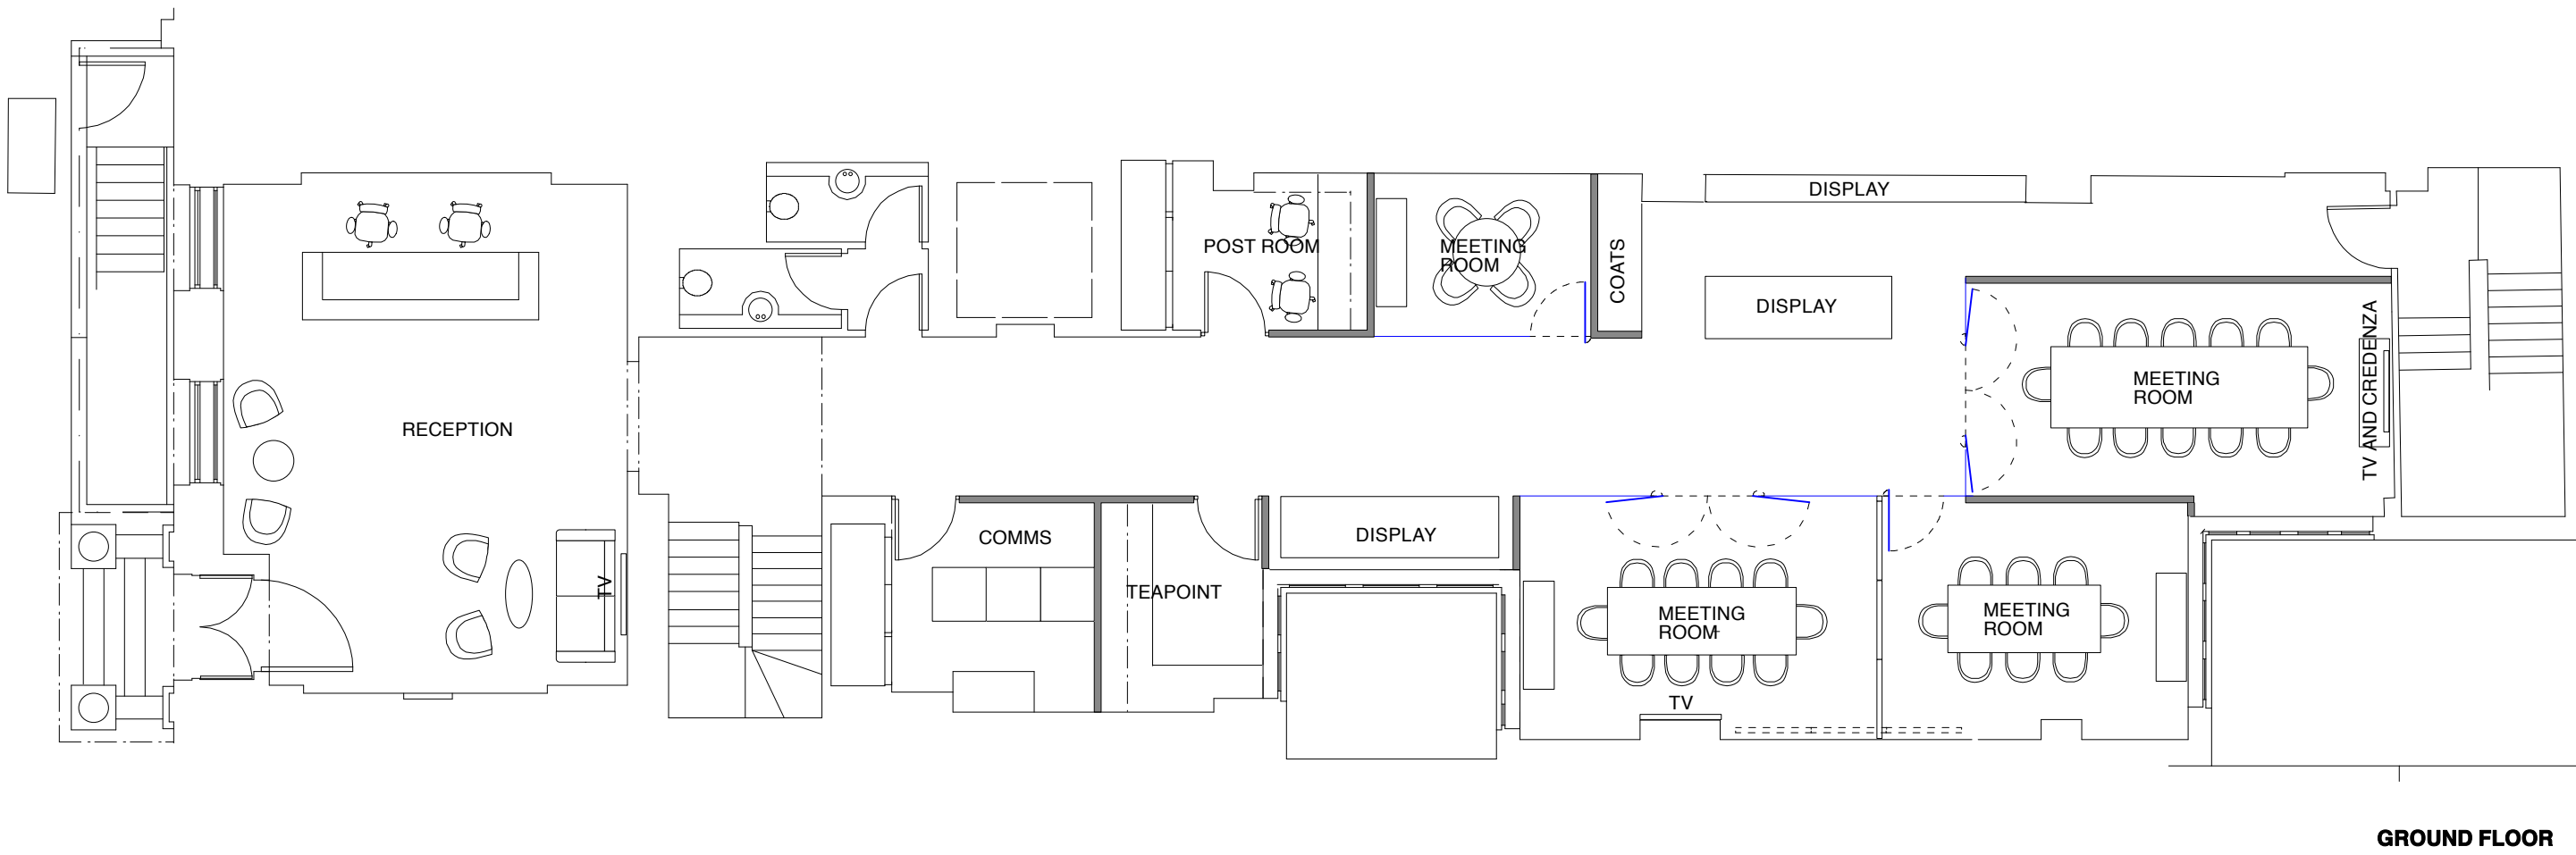 DISPLAY
POST ROOM
MEETING
ROOM
COATS
DISPLAY
TV AND CREDENZA
MEETING
ROOM
RECEPTION
COMMS
DISPLAY
TEAPOINT
TV
MEETING
ROOM
MEETING
ROOM
TV
GROUND FLOOR